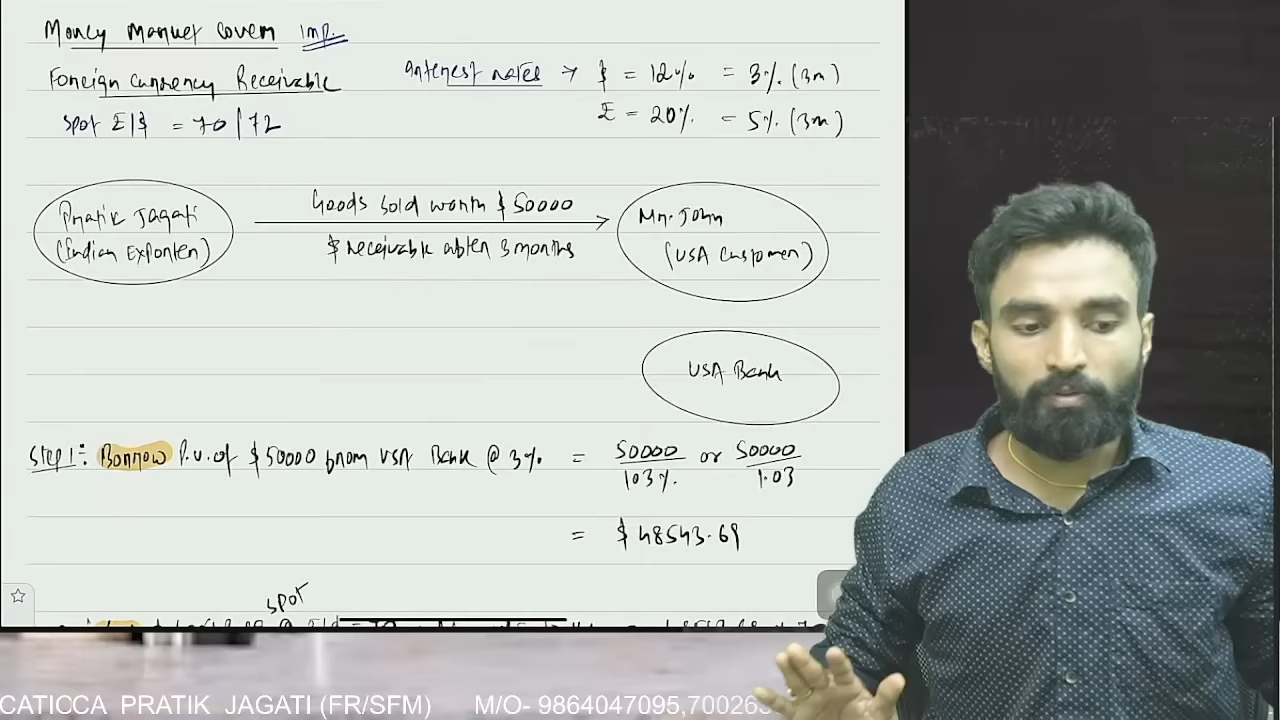 Money Market cover imp.
Foreign currency Receivable
Interest rates → $ = 12% = 3% (3m)
₹ = 20% = 5% (3m)
Spot ₹/$ = 70/72
Pratik Jagati
(Indian Exporter)
Goods sold worth $ 50000
$ receivable after 3 months
Mr. John
(USA customer)
USA Bank
Step 1: Borrow P.V. of $50000 from USA Bank @ 3% = 50000/103% or 50000/1.03
= $ 48543.69
spot
CATICCA PRATIK JAGATI (FR/SFM) M/O- 9864047095,70026